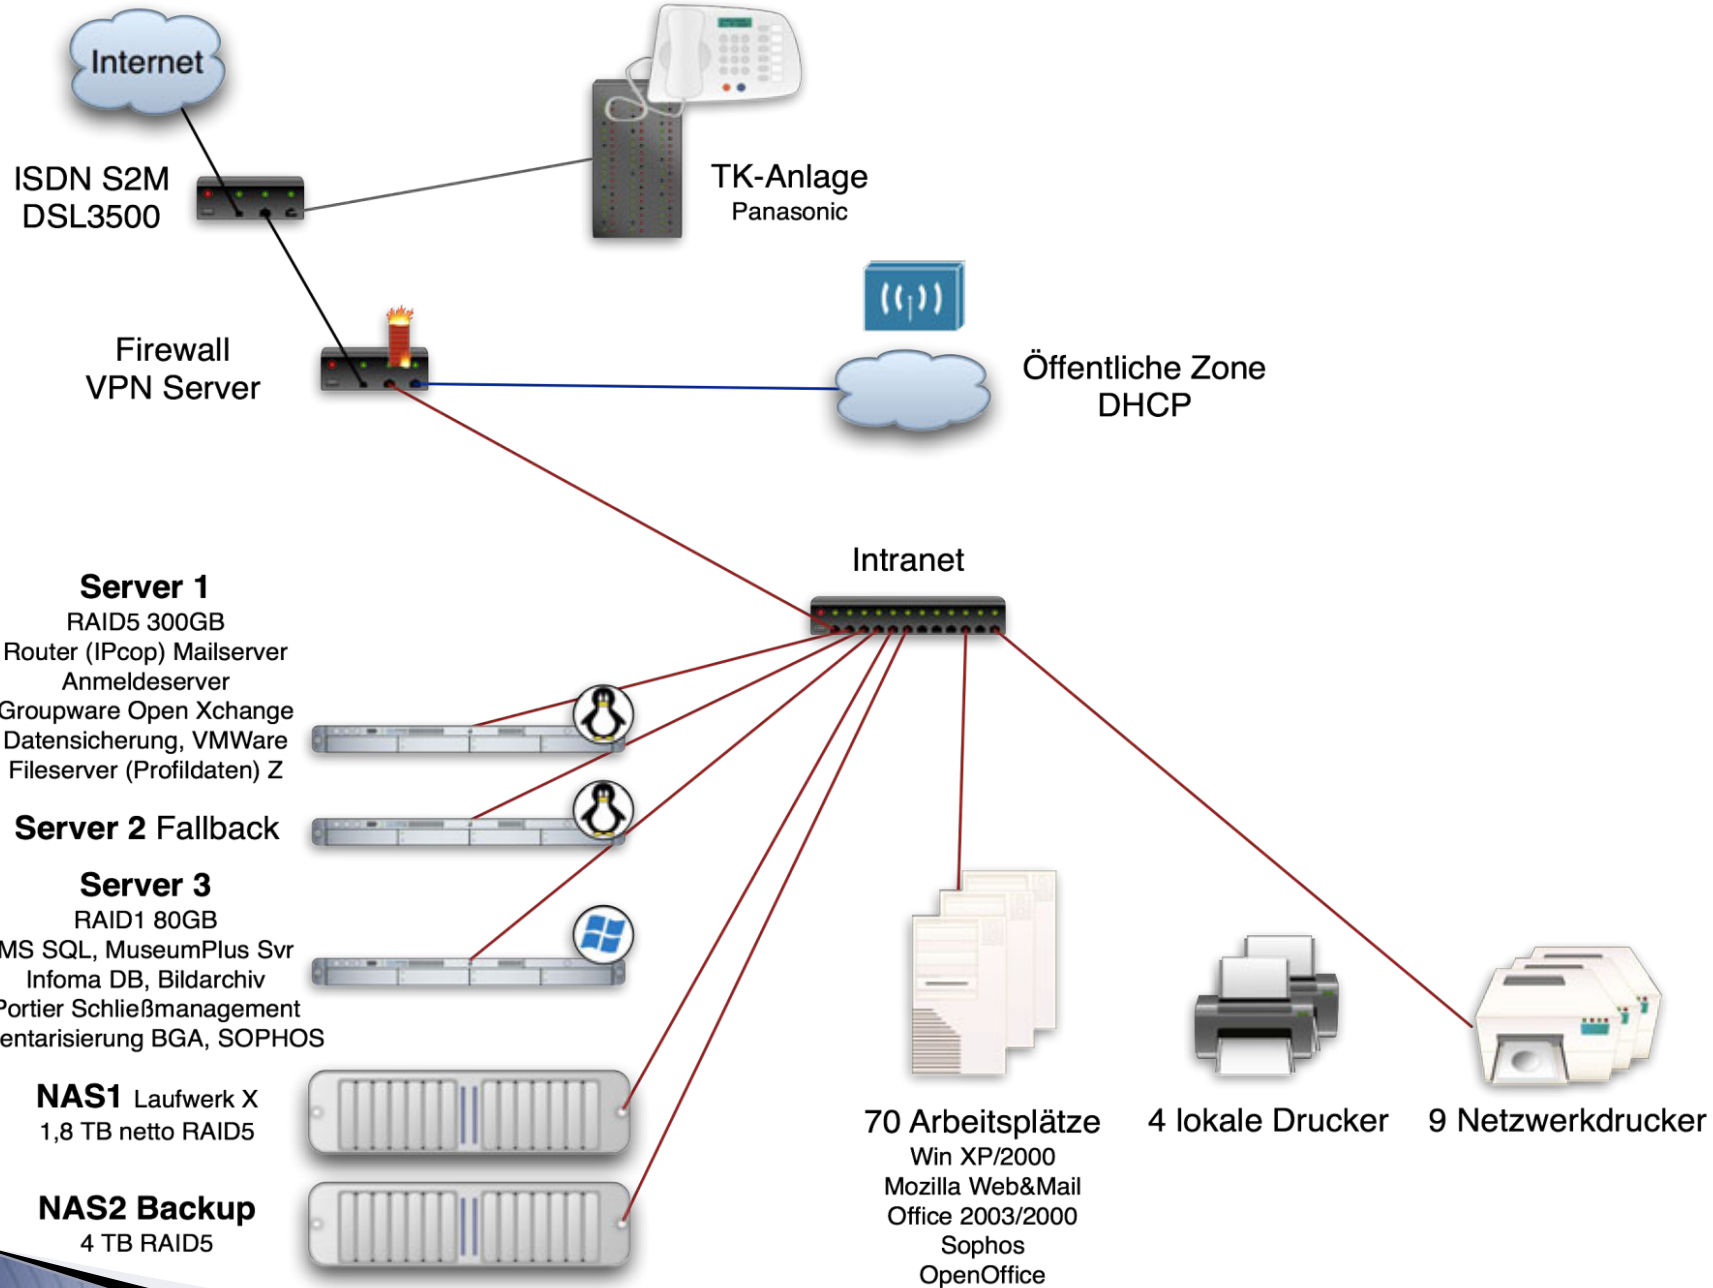 Internet
ISDN S2M
DSL3500
TK-Anlage
Panasonic
Firewall
VPN Server
Öffentliche Zone
DHCP
Intranet
Server 1
RAID5 300GB
Router (IPcop) Mailserver
Anmeldeserver
Groupware Open Xchange
Datensicherung, VMWare
Fileserver (Profildaten) Z
Server 2 Fallback
Server 3
RAID1 80GB
MS SQL, MuseumPlus Svr
Infoma DB, Bildarchiv
Portier Schließmanagement
entarisierung BGA, SOPHOS
NAS1 Laufwerk X
1,8 TB netto RAID5
NAS2 Backup
4 TB RAID5
70 Arbeitsplätze
Win XP/2000
Mozilla Web&Mail
Office 2003/2000
Sophos
OpenOffice
4 lokale Drucker
9 Netzwerkdrucker